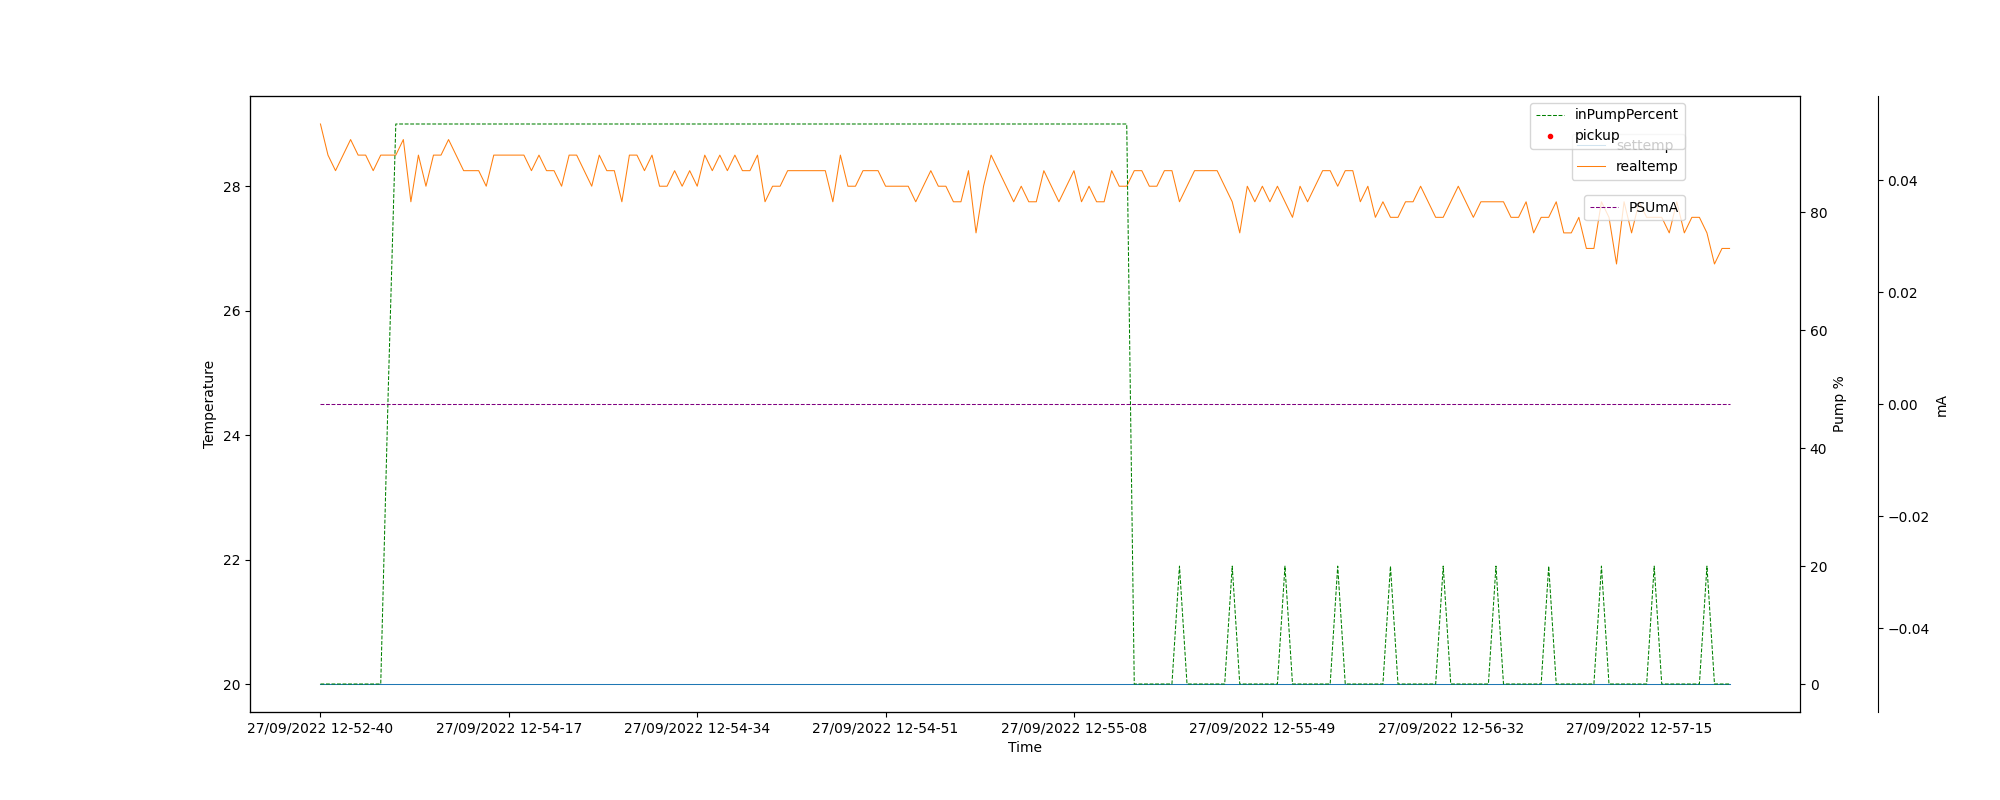 inPumpPercent
pickup
settemp
realtemp
PSUmA
28
26
24
22
20
Temperature
80
60
40
20
0
Pump %
0.04
0.02
0.00
−0.02
−0.04
mA
27/09/2022 12-52-40
27/09/2022 12-54-17
27/09/2022 12-54-34
27/09/2022 12-54-51
27/09/2022 12-55-08
27/09/2022 12-55-49
27/09/2022 12-56-32
27/09/2022 12-57-15
Time